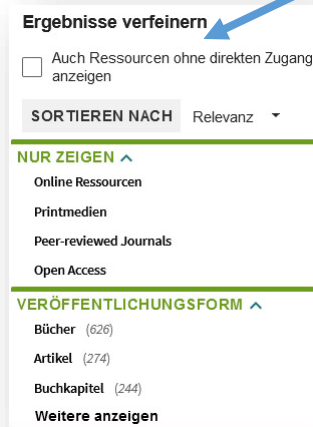 Ergebnisse verfeinern
Auch Ressourcen ohne direkten Zugang
anzeigen
SORTIEREN NACH Relevanz
NUR ZEIGEN
Online Ressourcen
Printmedien
Peer-reviewed Journals
Open Access
VERÖFFENTLICHUNGSFORM
Bücher (626)
Artikel (274)
Buchkapitel (244)
Weitere anzeigen